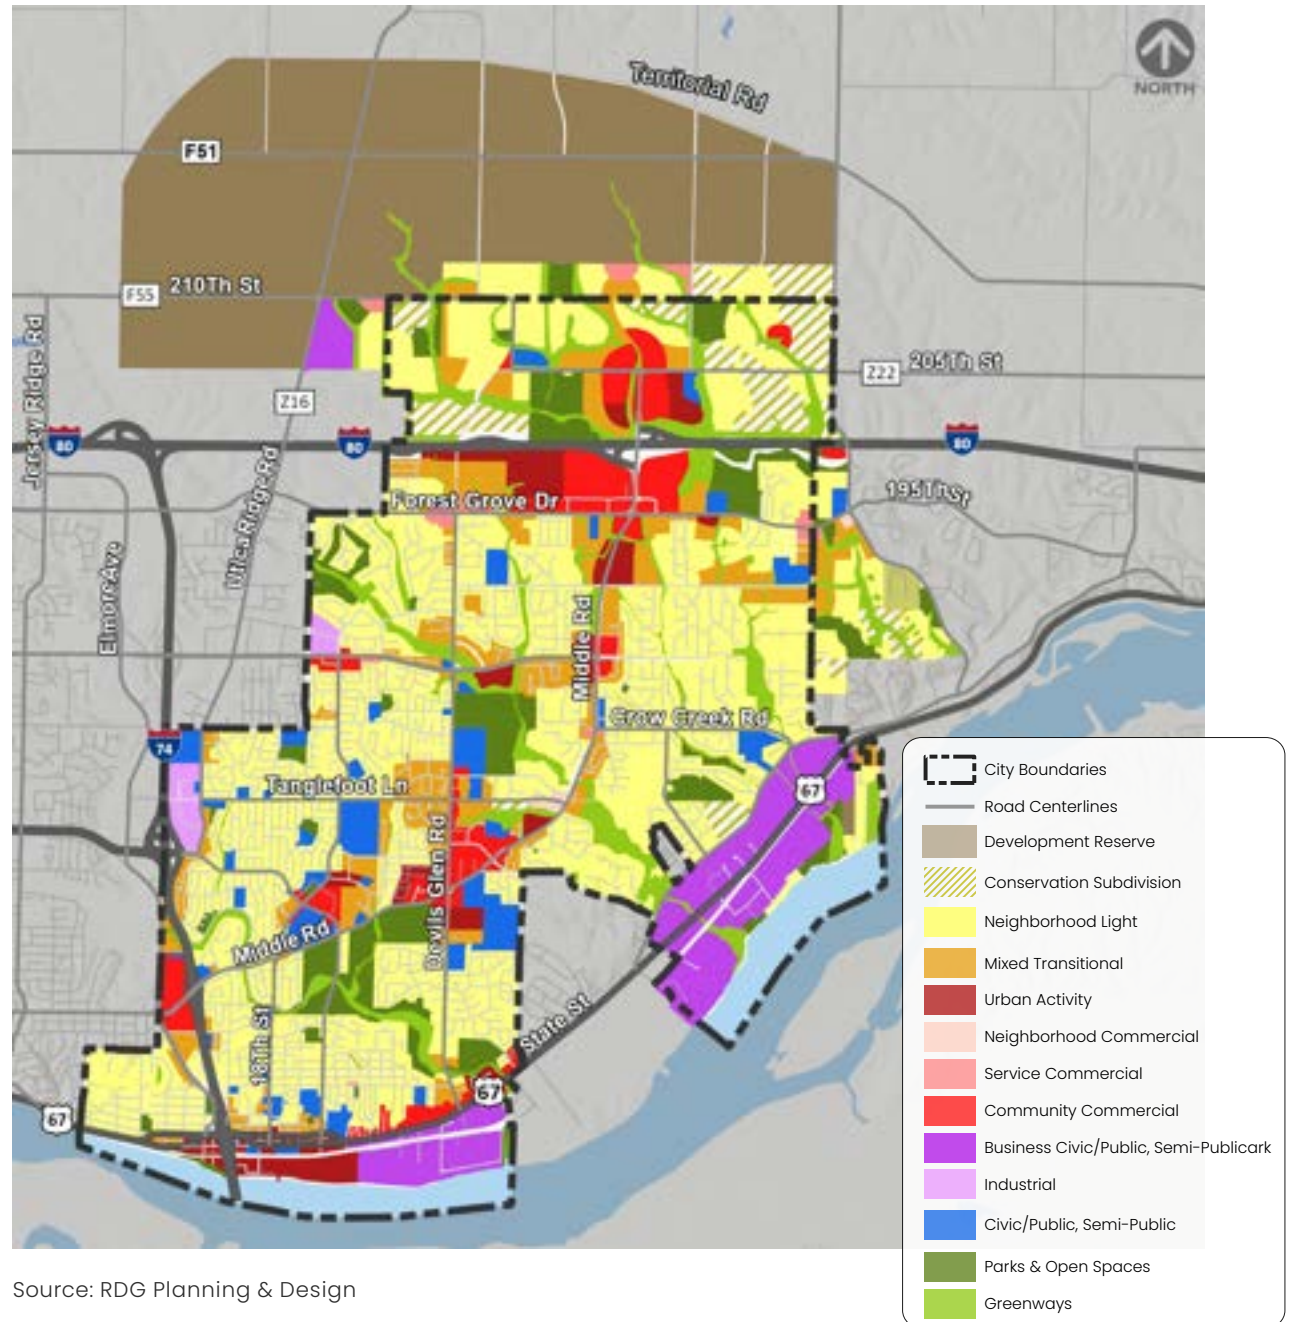 NORTH
Territorial Rd
F51
F55
210Th St
Jersey Ridge Rd
Z16
Z22
205Th St
80
80
80
Utica Ridge Rd
Elmore Ave
Forest Grove Dr
195Th St
Middle Rd
Crow Creek Rd
74
Tanglefoot Ln
67
Devils Glen Rd
Middle Rd
18Th St
State St
67
67
City Boundaries
Road Centerlines
Development Reserve
Conservation Subdivision
Neighborhood Light
Mixed Transitional
Urban Activity
Neighborhood Commercial
Service Commercial
Community Commercial
Business Civic/Public, Semi-Publicark
Industrial
Civic/Public, Semi-Public
Parks & Open Spaces
Greenways
Source: RDG Planning & Design